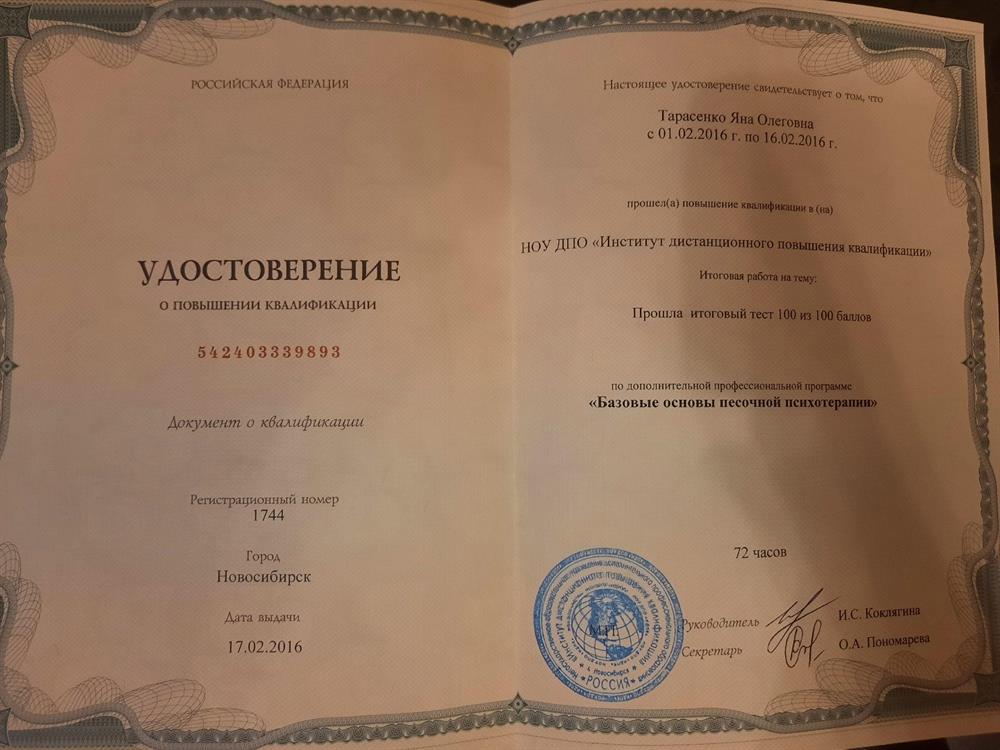 РОССИЙСКАЯ ФЕДЕРАЦИЯ
УДОСТОВЕРЕНИЕ
О ПОВЫШЕНИИ КВАЛИФИКАЦИИ
542403339893
Документ о квалификации
Регистрационный номер
1744
Город
Новосибирск
Дата выдачи
17.02.2016
Настоящее удостоверение свидетельствует о том, что
Тарасенко Яна Олеговна
с 01.02.2016 г. по 16.02.2016 г.
прошел(а) повышение квалификации в (на)
НОУ ДПО «Институт дистанционного повышения квалификации»
Итоговая работа на тему:
Прошла итоговый тест 100 из 100 баллов
по дополнительной профессиональной программе
«Базовые основы песочной психотерапии»
72 часов
М.П.
Руководитель
И.С. Коклягина
Секретарь
О.А. Пономарева
г. Новосибирск
РОССИЯ